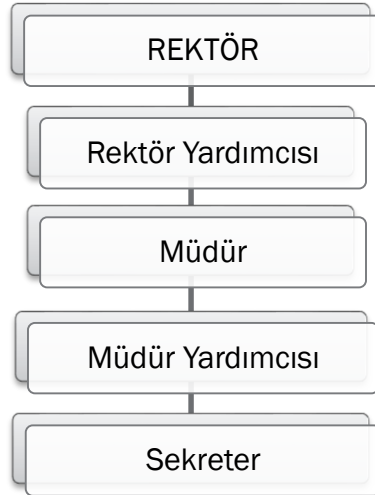 REKTÖR
Rektör Yardımcısı
Müdür
Müdür Yardımcısı
Sekreter